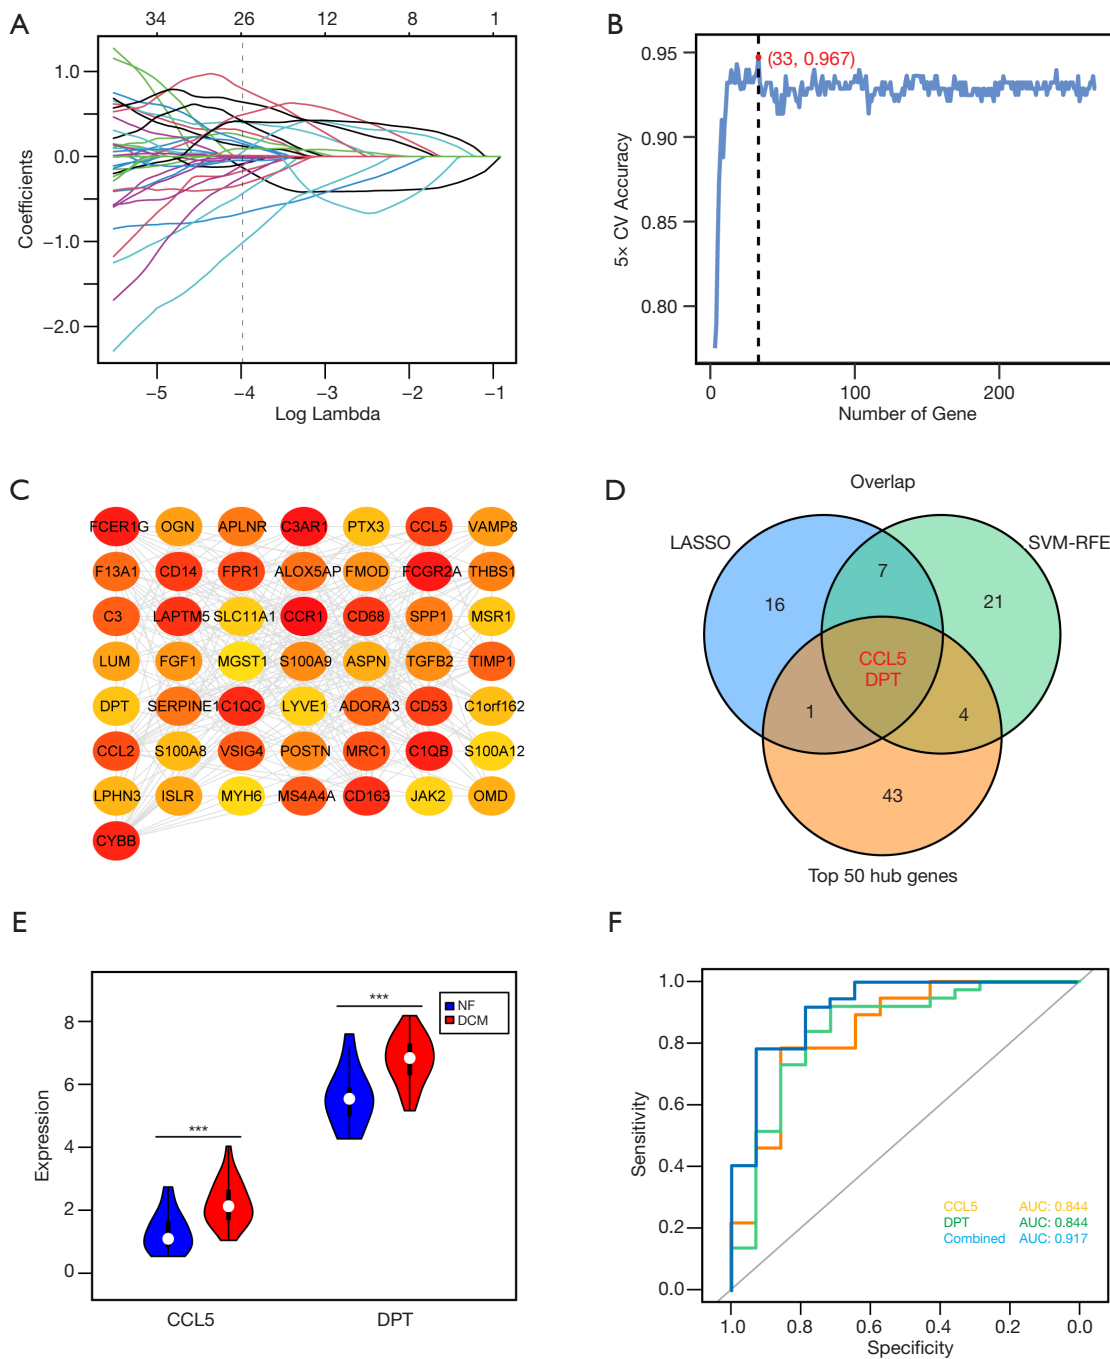 A
34 26 12 8 1
1.0
0.0
−1.0
−2.0
Coefficients
−5 −4 −3 −2 −1
Log Lambda
B
0.95
0.90
0.85
0.80
5× CV Accuracy
(33, 0.967)
0 100 200
Number of Gene
C
FCER1G OGN APLNR C3AR1 PTX3 CCL5 VAMP8
F13A1 CD14 FPR1 ALOX5AP FMOD FCGR2A THBS1
C3 LAPTM5 SLC11A1 CCR1 CD68 SPP1 MSR1
LUM FGF1 MGST1 S100A9 ASPN TGFB2 TIMP1
DPT SERPINE1 C1QC LYVE1 ADORA3 CD53 C1orf162
CCL2 S100A8 VSIG4 POSTN MRC1 C1QB S100A12
LPHN3 ISLR MYH6 MS4A4A CD163 JAK2 OMD
CYBB
D
Overlap
LASSO
SVM-RFE
7
16
21
CCL5
DPT
1
4
43
Top 50 hub genes
E
8
6
4
2
0
Expression
***
***
NF
DCM
CCL5 DPT
F
1.0
0.8
0.6
0.4
0.2
0.0
Sensitivity
CCL5 AUC: 0.844
DPT AUC: 0.844
Combined AUC: 0.917
1.0 0.8 0.6 0.4 0.2 0.0
Specificity